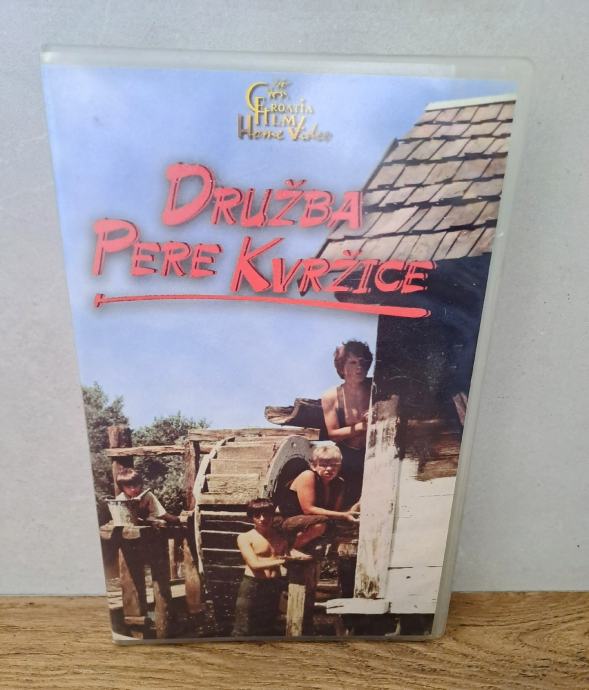 CROATIA
FILM
Home Video
DRUŽBA
PERE KVRŽICE